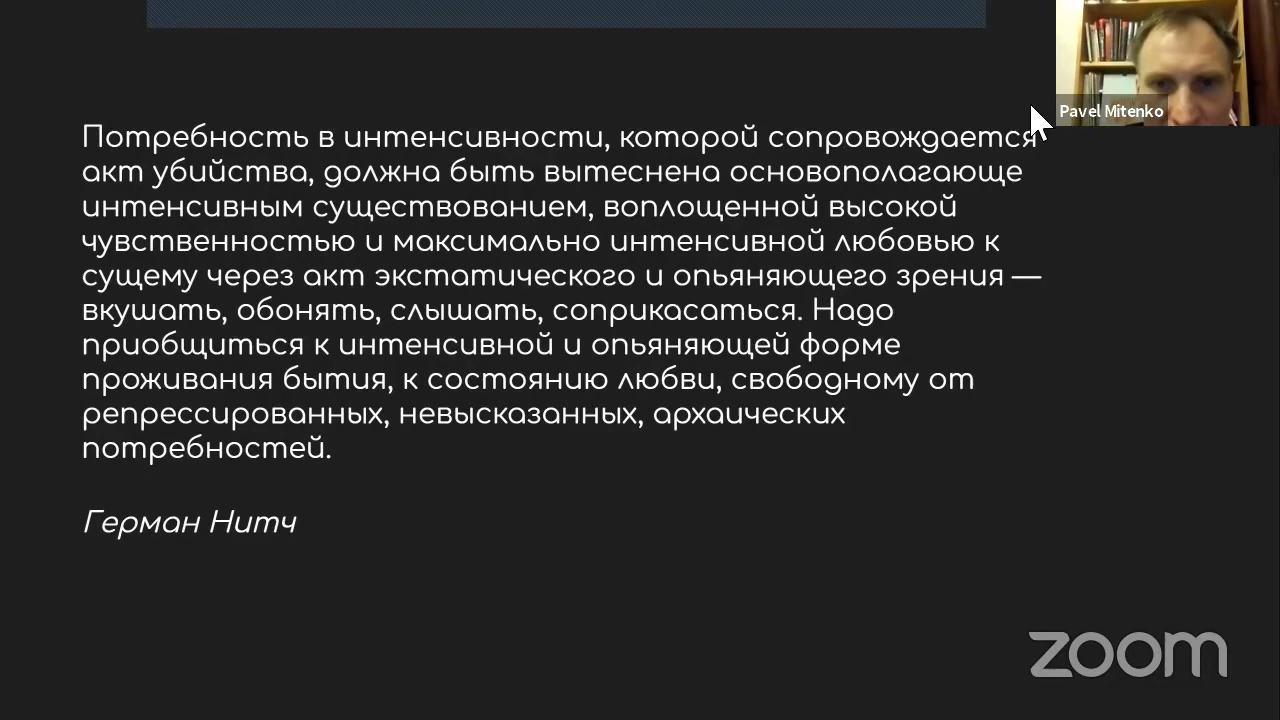 Pavel Mitenko
Потребность в интенсивности, которой сопровождается
акт убийства, должна быть вытеснена основополагающе
интенсивным существованием, воплощенной высокой
чувственностью и максимально интенсивной любовью к
сущему через акт экстатического и опьяняющего зрения —
вкушать, обонять, слышать, соприкасаться. Надо
приобщиться к интенсивной и опьяняющей форме
проживания бытия, к состоянию любви, свободному от
репрессированных, невысказанных, архаических
потребностей.
Герман Нитч
zoom